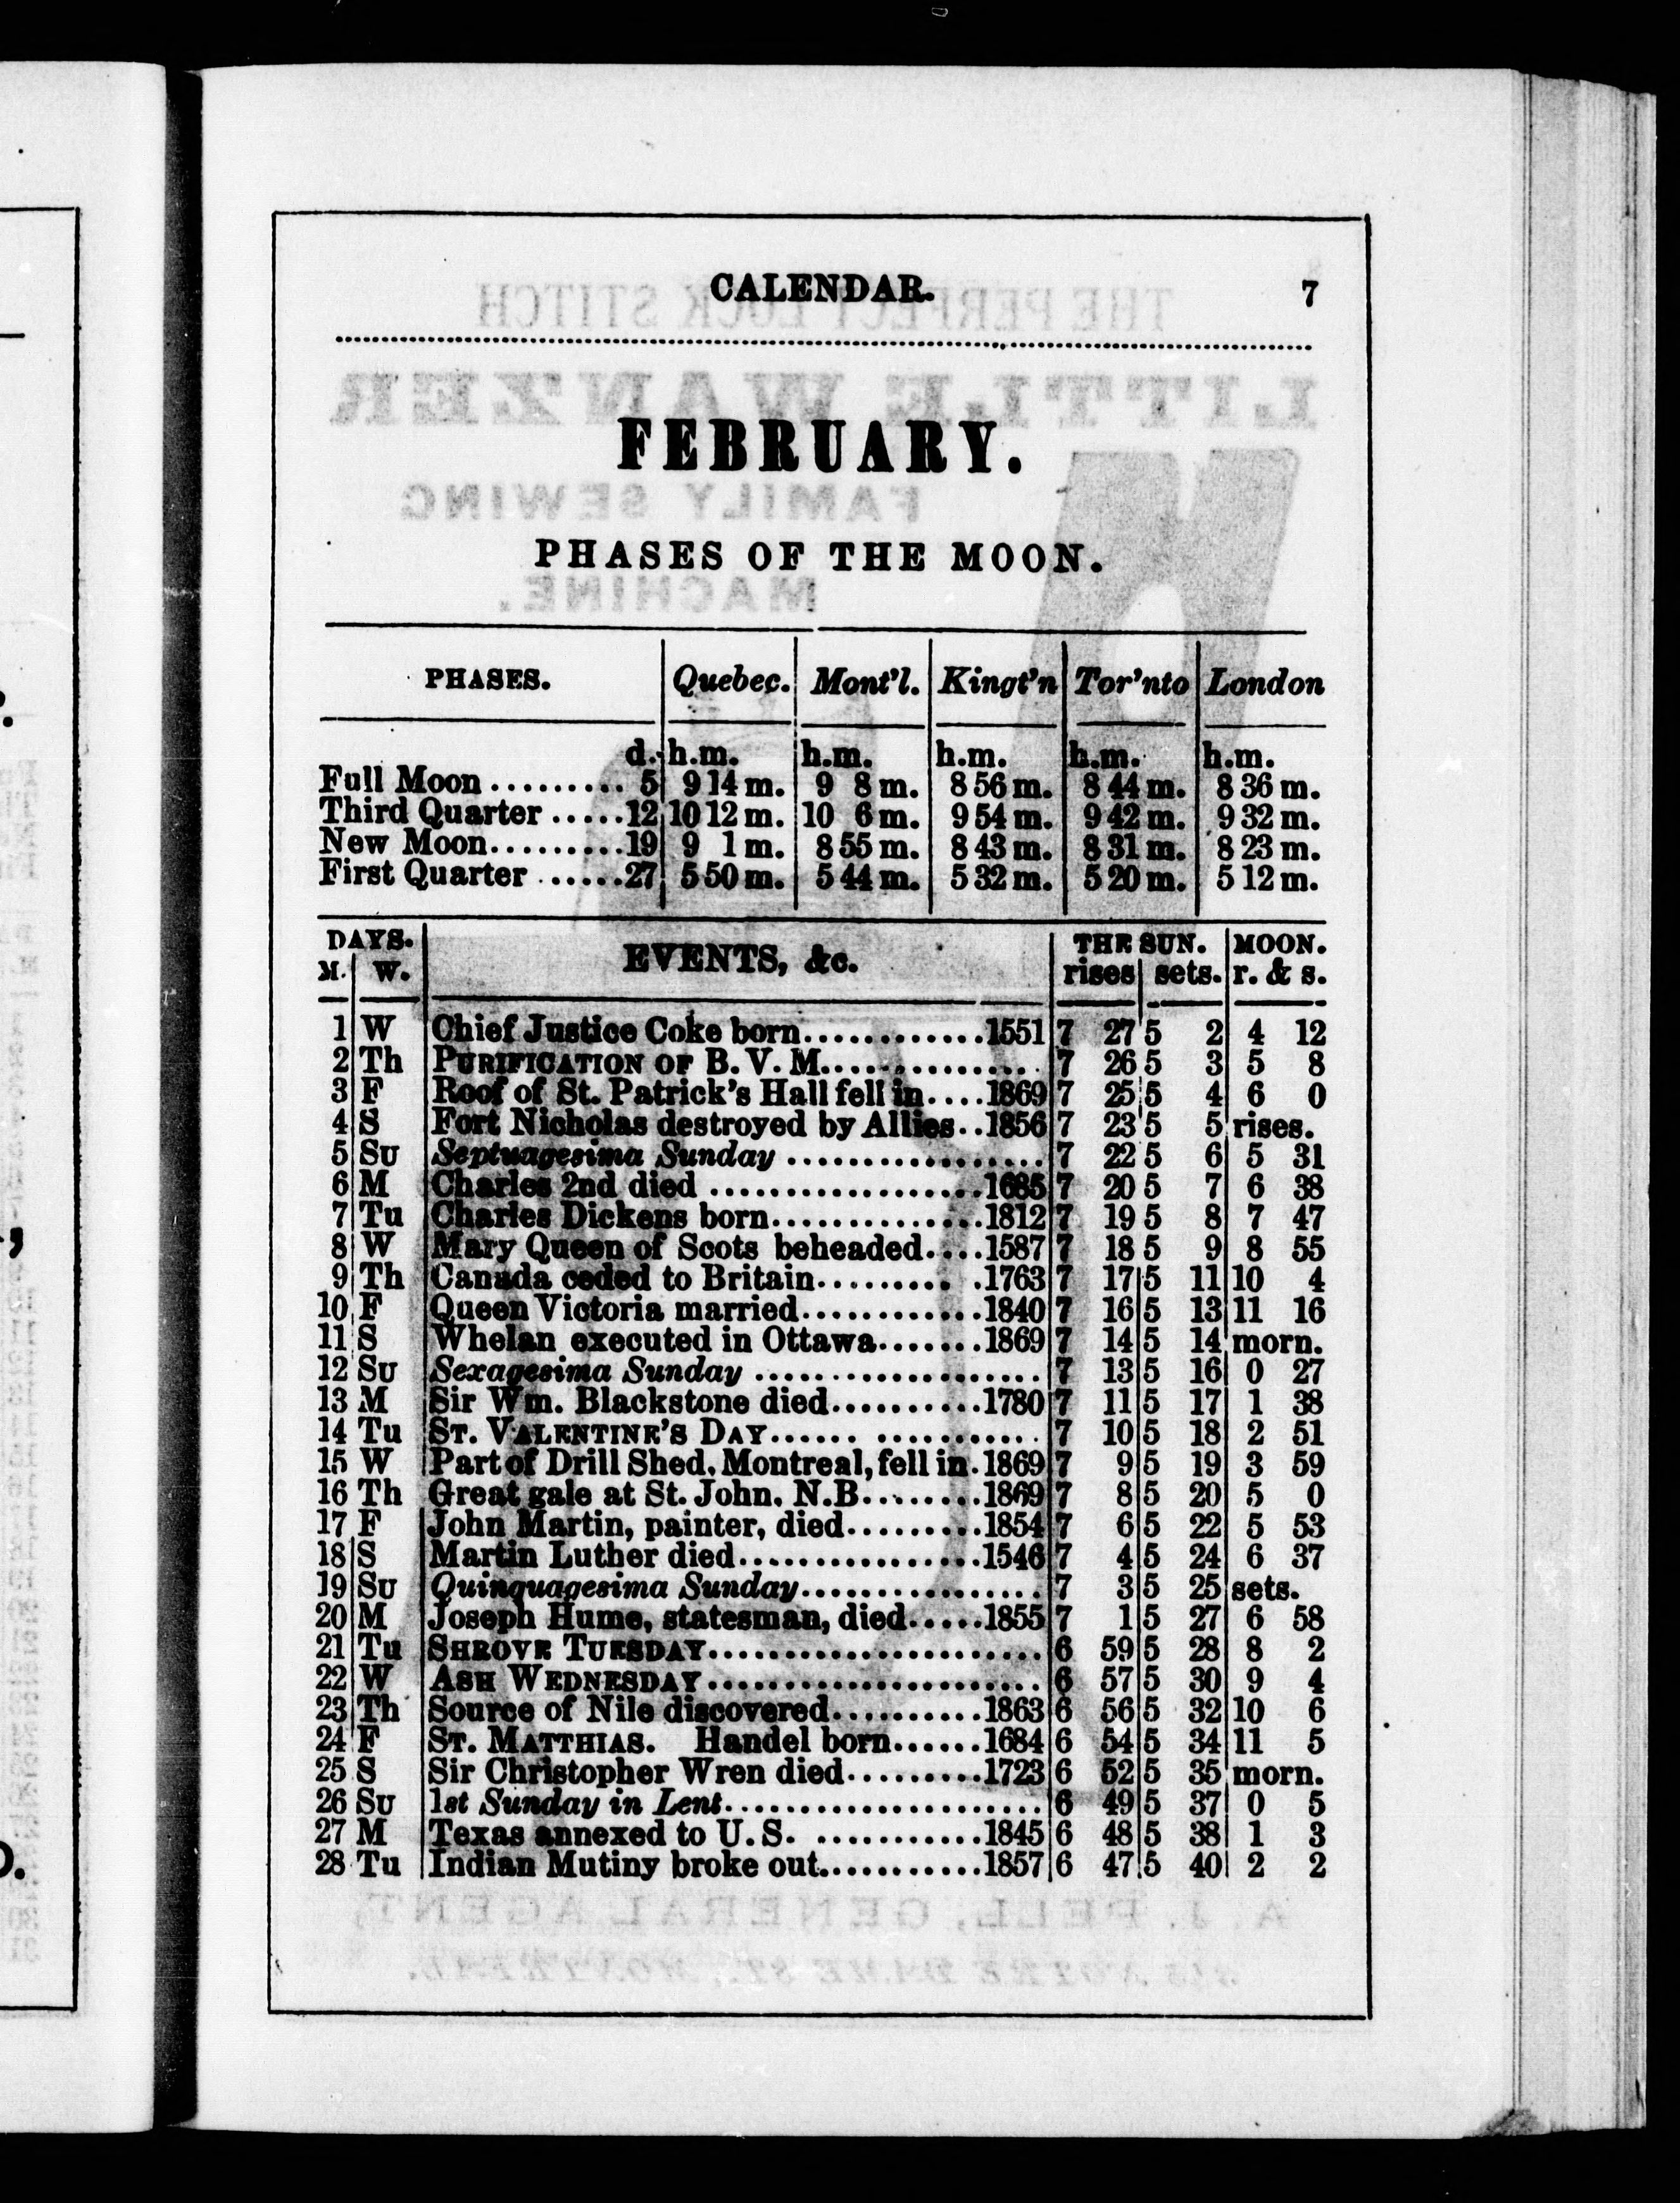 CALENDAR. 7
FEBRUARY.
PHASES OF THE MOON.
PHASES. Quebec. Mont'l. Kingt'n Tor'nto London
d. h.m. h.m. h.m. h.m. h.m.
Full Moon ......... 5 9 14 m. 9 8 m. 8 56 m. 8 44 m. 8 36 m.
Third Quarter .....12 10 12 m. 10 6 m. 9 54 m. 9 42 m. 9 32 m.
New Moon.........19 9 1 m. 8 55 m. 8 43 m. 8 31 m. 8 23 m.
First Quarter ......27 5 50 m. 5 44 m. 5 32 m. 5 20 m. 5 12 m.
DAYS. EVENTS, &c. THE SUN. MOON.
M. W. rises sets. r. & s.
1 W Chief Justice Coke born............1551 7 27 5 2 4 12
2 Th PURIFICATION OF B. V. M............... 7 26 5 3 5 8
3 F Roof of St. Patrick's Hall fell in....1869 7 25 5 4 6 0
4 S Fort Nicholas destroyed by Allies..1856 7 23 5 5 rises.
5 SU Septuagesima Sunday ................. 7 22 5 6 5 31
6 M Charles 2nd died ..................1685 7 20 5 7 6 38
7 Tu Charles Dickens born..............1812 7 19 5 8 7 47
8 W Mary Queen of Scots beheaded....1587 7 18 5 9 8 55
9 Th Canada ceded to Britain..........1763 7 17 5 11 10 4
10 F Queen Victoria married............1840 7 16 5 13 11 16
11 S Whelan executed in Ottawa.......1869 7 14 5 14 morn.
12 SU Sexagesima Sunday ................... 7 13 5 16 0 27
13 M Sir Wm. Blackstone died..........1780 7 11 5 17 1 38
14 Tu ST. VALENTINE'S DAY...... ........... 7 10 5 18 2 51
15 W Part of Drill Shed, Montreal, fell in.1869 7 9 5 19 3 59
16 Th Great gale at St. John, N.B........1869 7 8 5 20 5 0
17 F John Martin, painter, died.........1854 7 6 5 22 5 53
18 S Martin Luther died................1546 7 4 5 24 6 37
19 SU Quinquagesima Sunday................ 7 3 5 25 sets.
20 M Joseph Hume, statesman, died.....1855 7 1 5 27 6 58
21 Tu SHROVE TUESDAY...................... 6 59 5 28 8 2
22 W ASH WEDNESDAY...................... 6 57 5 30 9 4
23 Th Source of Nile discovered..........1863 6 56 5 32 10 6
24 F ST. MATTHIAS. Handel born......1684 6 54 5 34 11 5
25 S Sir Christopher Wren died.........1723 6 52 5 35 morn.
26 SU 1st Sunday in Lent..................... 6 49 5 37 0 5
27 M Texas annexed to U.S. ...........1845 6 48 5 38 1 3
28 Tu Indian Mutiny broke out...........1857 6 47 5 40 2 2